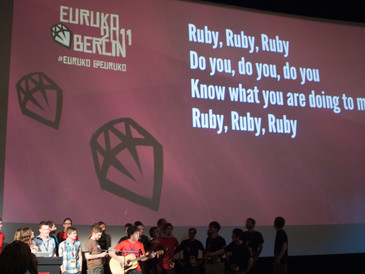 EURUKO
2011
BERLIN
#EURUKO @EURUKO
Ruby, Ruby, Ruby
Do you, do you, do you
Know what you are doing to m
Ruby, Ruby, Ruby